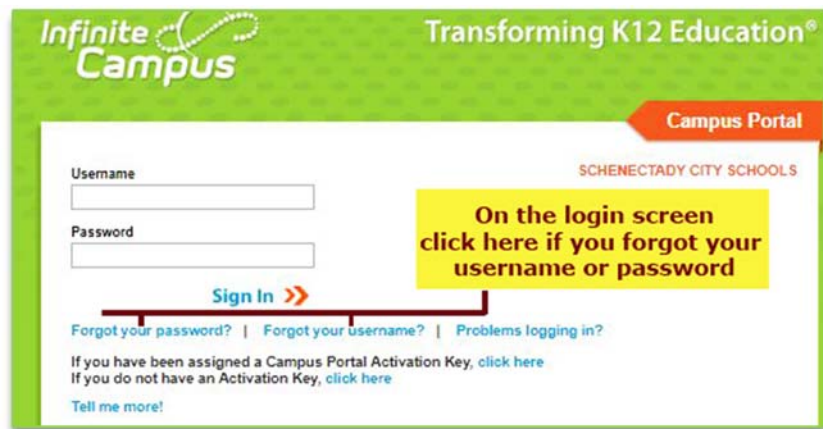 Infinite
Campus
Transforming K12 Education®
Campus Portal
SCHENECTADY CITY SCHOOLS
Username
Password
On the login screen
click here if you forgot your
username or password
Sign In
Forgot your password? | Forgot your username? | Problems logging in?
If you have been assigned a Campus Portal Activation Key, click here
If you do not have an Activation Key, click here
Tell me more!